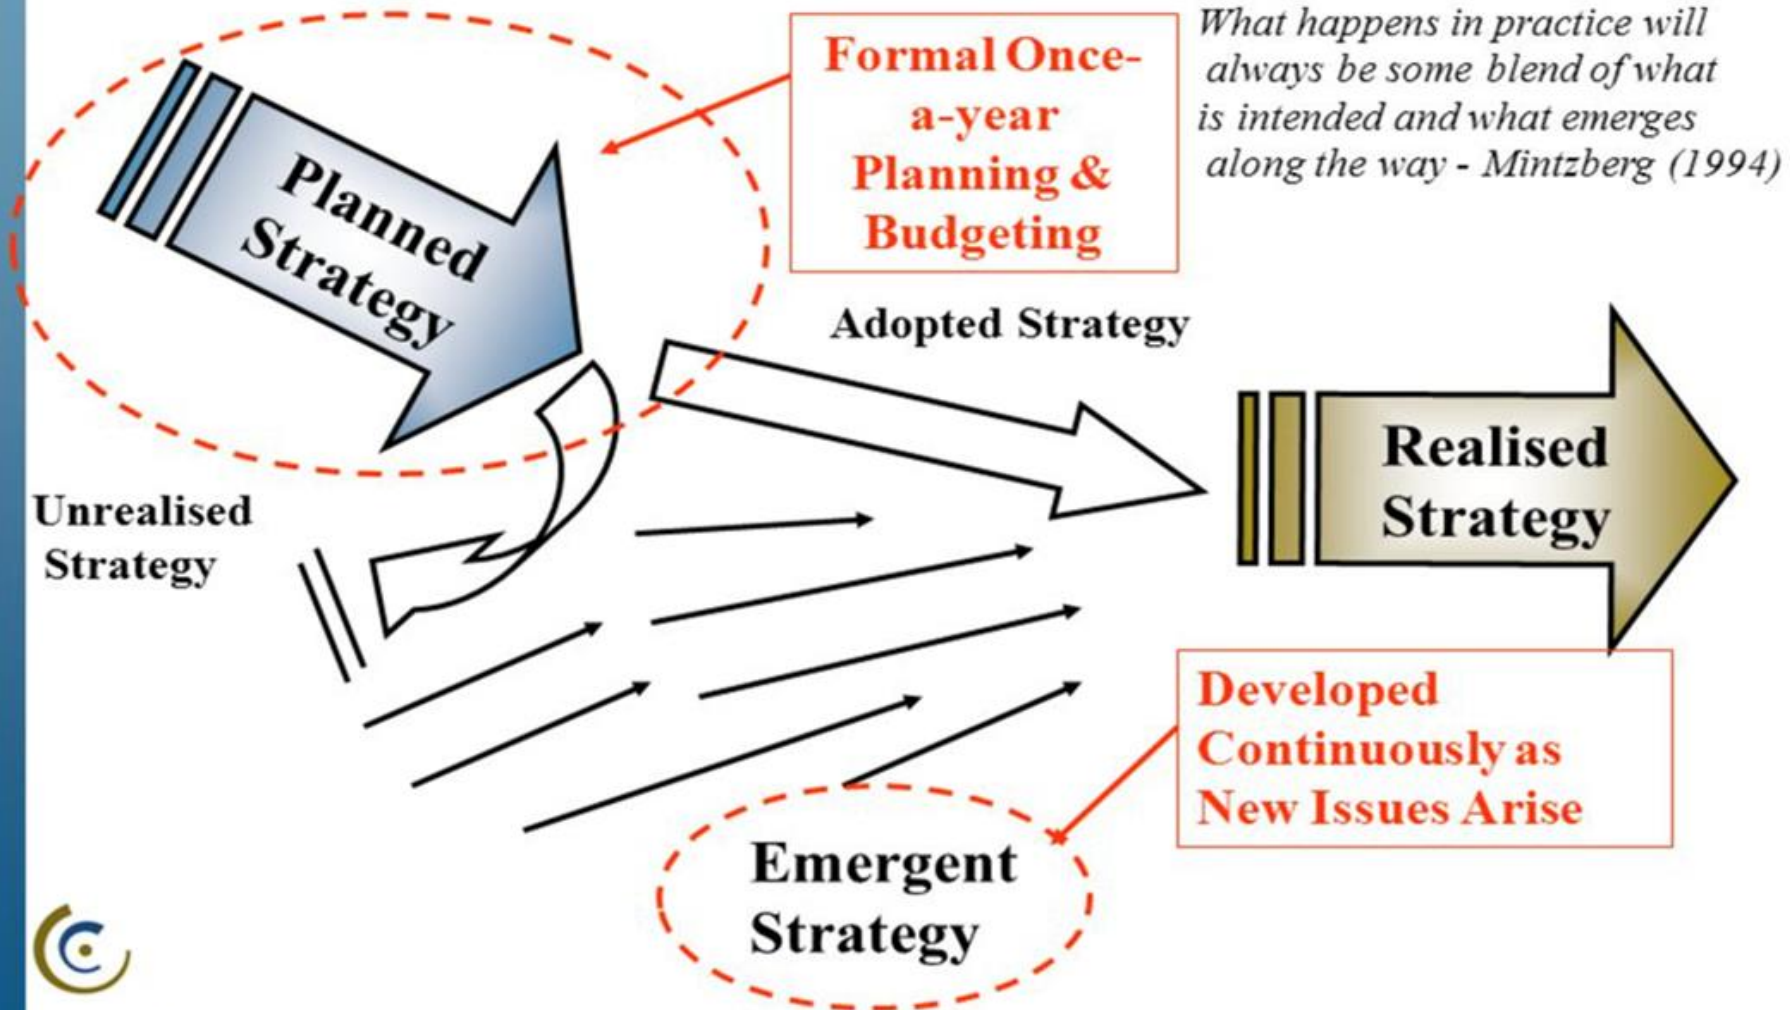 Formal Once-
a-year
Planning &
Budgeting
What happens in practice will
always be some blend of what
is intended and what emerges
along the way - Mintzberg (1994)
Planned
Strategy
Adopted Strategy
Realised
Strategy
Unrealised
Strategy
Developed
Continuously as
New Issues Arise
Emergent
Strategy